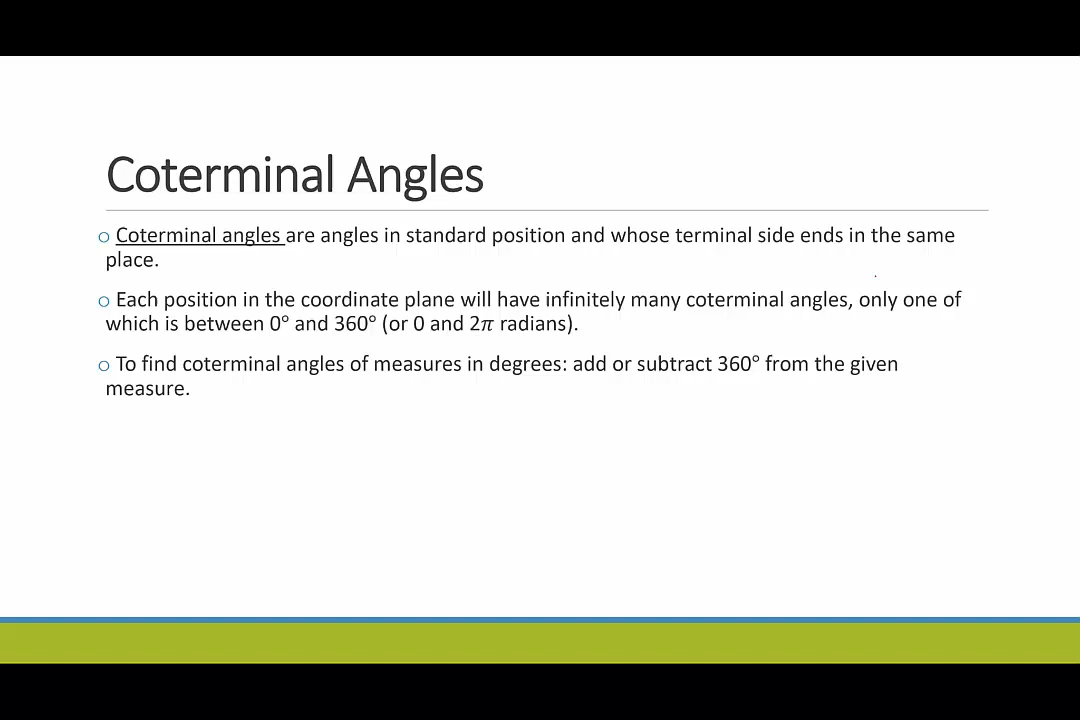 Coterminal Angles
o Coterminal angles are angles in standard position and whose terminal side ends in the same
place.
o Each position in the coordinate plane will have infinitely many coterminal angles, only one of
which is between 0° and 360° (or 0 and 2𝜋 radians).
o To find coterminal angles of measures in degrees: add or subtract 360° from the given
measure.